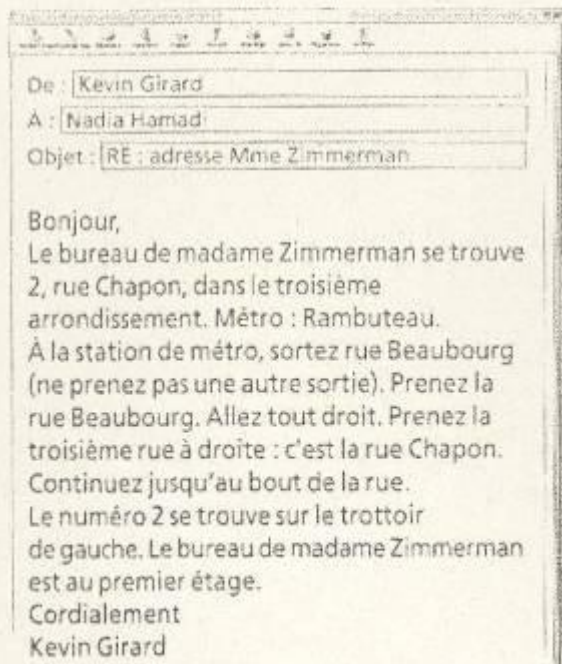 De : Kevin Girard
À : Nadia Hamad
Objet : RE : adresse Mme Zimmerman
Bonjour,
Le bureau de madame Zimmerman se trouve
2, rue Chapon, dans le troisième
arrondissement. Métro : Rambuteau.
À la station de métro, sortez rue Beaubourg
(ne prenez pas une autre sortie). Prenez la
rue Beaubourg. Allez tout droit. Prenez la
troisième rue à droite : c'est la rue Chapon.
Continuez jusqu'au bout de la rue.
Le numéro 2 se trouve sur le trottoir
de gauche. Le bureau de madame Zimmerman
est au premier étage.
Cordialement
Kevin Girard